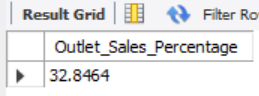 Result Grid Filter Ro
Outlet_Sales_Percentage
32.8464